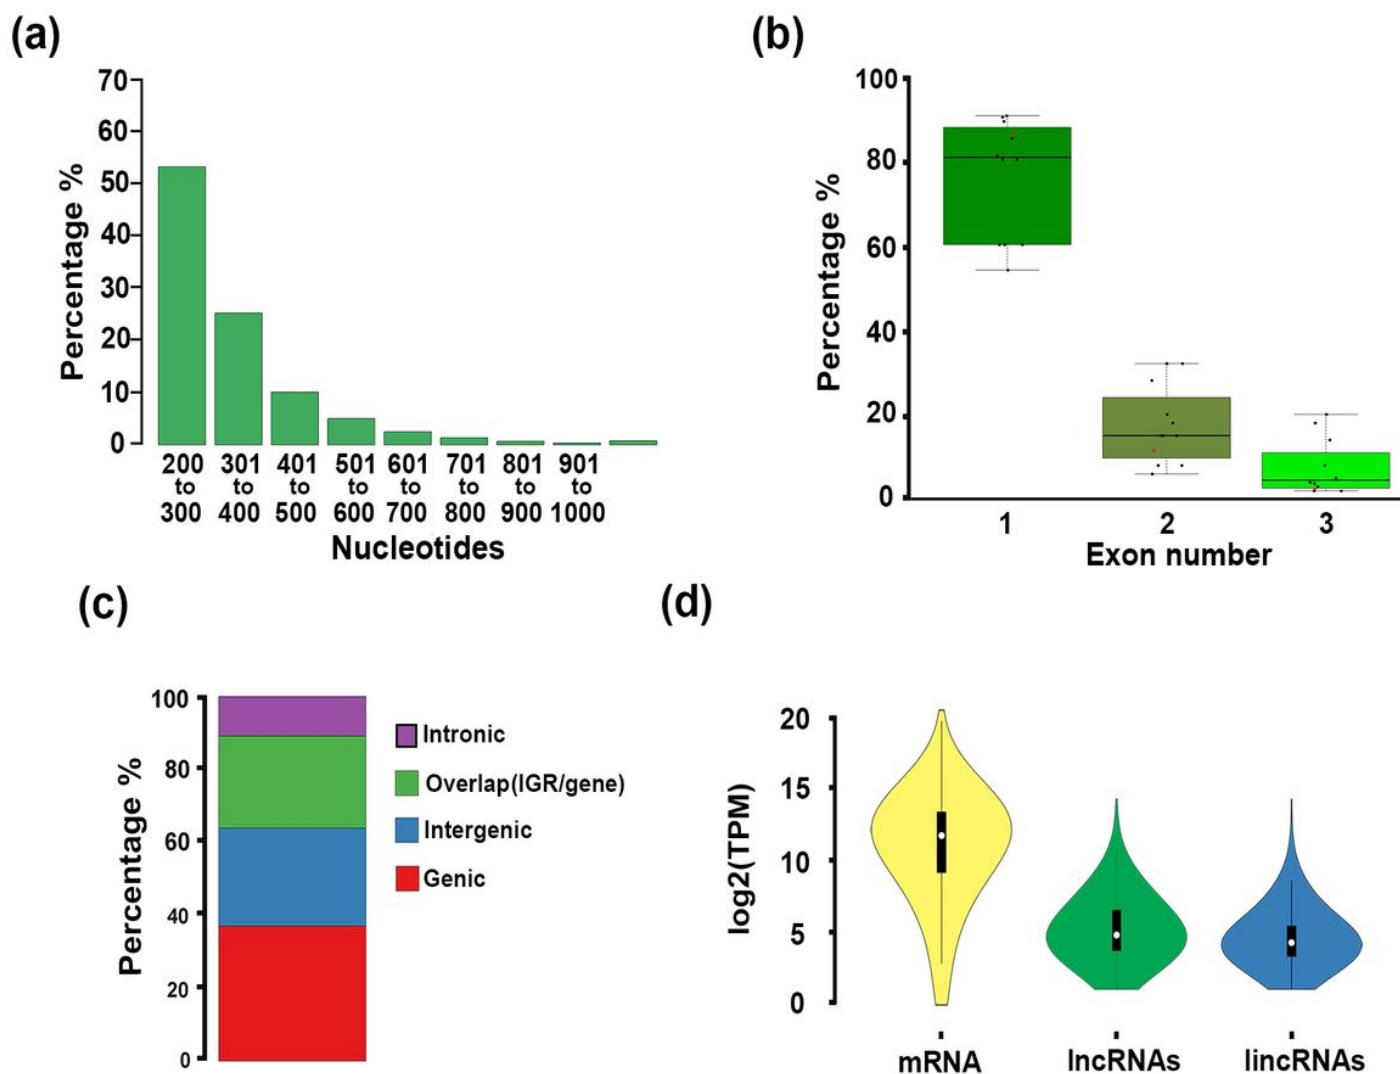 (a)
70
60
50
40
30
20
10
0
Percentage %
200 301 401 501 601 701 801 901
to to to to to to to to
300 400 500 600 700 800 900 1000
Nucleotides
(b)
100
80
60
40
20
0
Percentage %
1 2 3
Exon number
(c)
100
80
60
40
20
0
Percentage %
Intronic
Overlap(IGR/gene)
Intergenic
Genic
(d)
20
15
10
5
0
log2(TPM)
mRNA lncRNAs lincRNAs